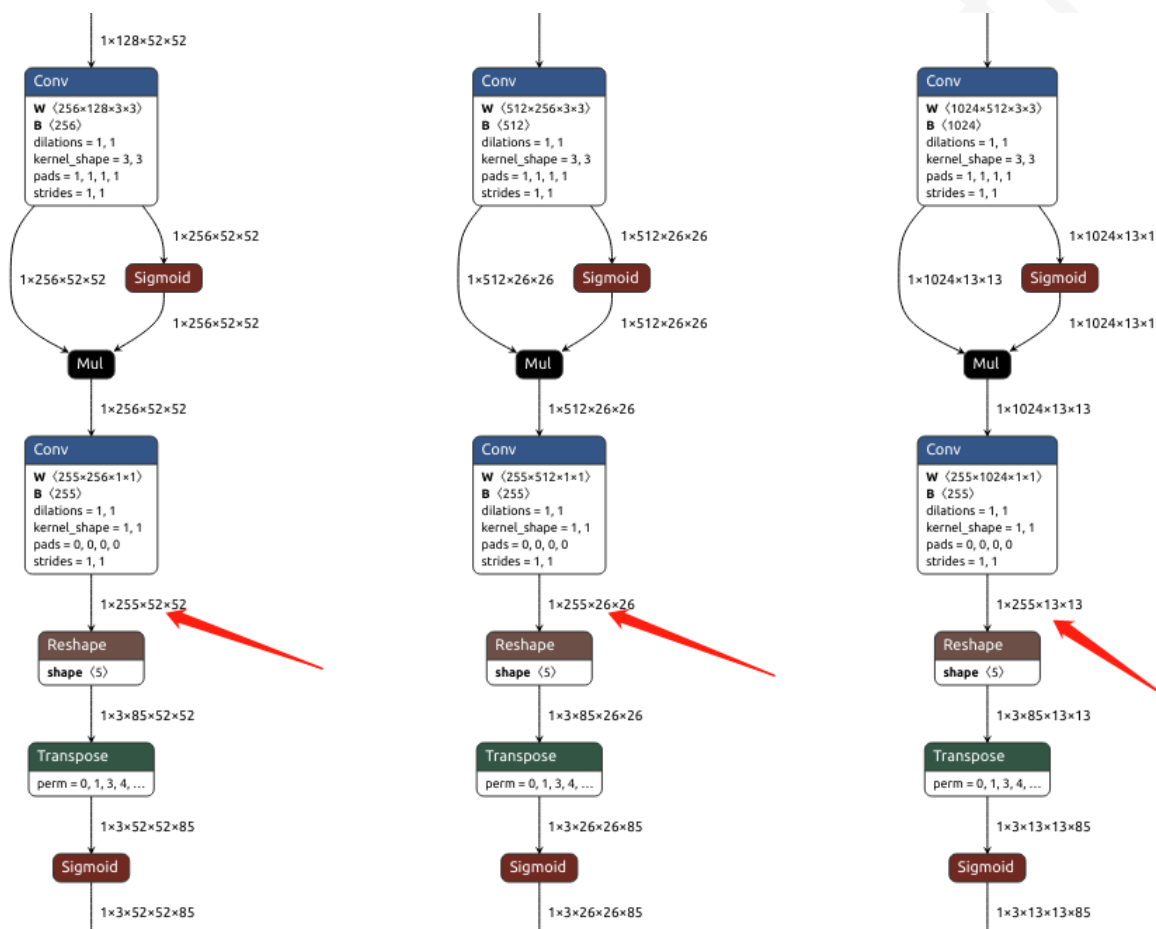 1×128×52×52
Conv
W 〈256×128×3×3〉
B 〈256〉
dilations = 1, 1
kernel_shape = 3, 3
pads = 1, 1, 1, 1
strides = 1, 1
1×256×52×52
1×256×52×52
Sigmoid
1×256×52×52
Mul
1×256×52×52
Conv
W 〈255×256×1×1〉
B 〈255〉
dilations = 1, 1
kernel_shape = 1, 1
pads = 0, 0, 0, 0
strides = 1, 1
1×255×52×52
Reshape
shape 〈5〉
1×3×85×52×52
Transpose
perm = 0, 1, 3, 4, …
1×3×52×52×85
Sigmoid
1×3×52×52×85
Conv
W 〈512×256×3×3〉
B 〈512〉
dilations = 1, 1
kernel_shape = 3, 3
pads = 1, 1, 1, 1
strides = 1, 1
1×512×26×26
1×512×26×26
Sigmoid
1×512×26×26
Mul
1×512×26×26
Conv
W 〈255×512×1×1〉
B 〈255〉
dilations = 1, 1
kernel_shape = 1, 1
pads = 0, 0, 0, 0
strides = 1, 1
1×255×26×26
Reshape
shape 〈5〉
1×3×85×26×26
Transpose
perm = 0, 1, 3, 4, …
1×3×26×26×85
Sigmoid
1×3×26×26×85
Conv
W 〈1024×512×3×3〉
B 〈1024〉
dilations = 1, 1
kernel_shape = 3, 3
pads = 1, 1, 1, 1
strides = 1, 1
1×1024×13×1
1×1024×13×13
Sigmoid
1×1024×13×1
Mul
1×1024×13×13
Conv
W 〈255×1024×1×1〉
B 〈255〉
dilations = 1, 1
kernel_shape = 1, 1
pads = 0, 0, 0, 0
strides = 1, 1
1×255×13×13
Reshape
shape 〈5〉
1×3×85×13×13
Transpose
perm = 0, 1, 3, 4, …
1×3×13×13×85
Sigmoid
1×3×13×13×85